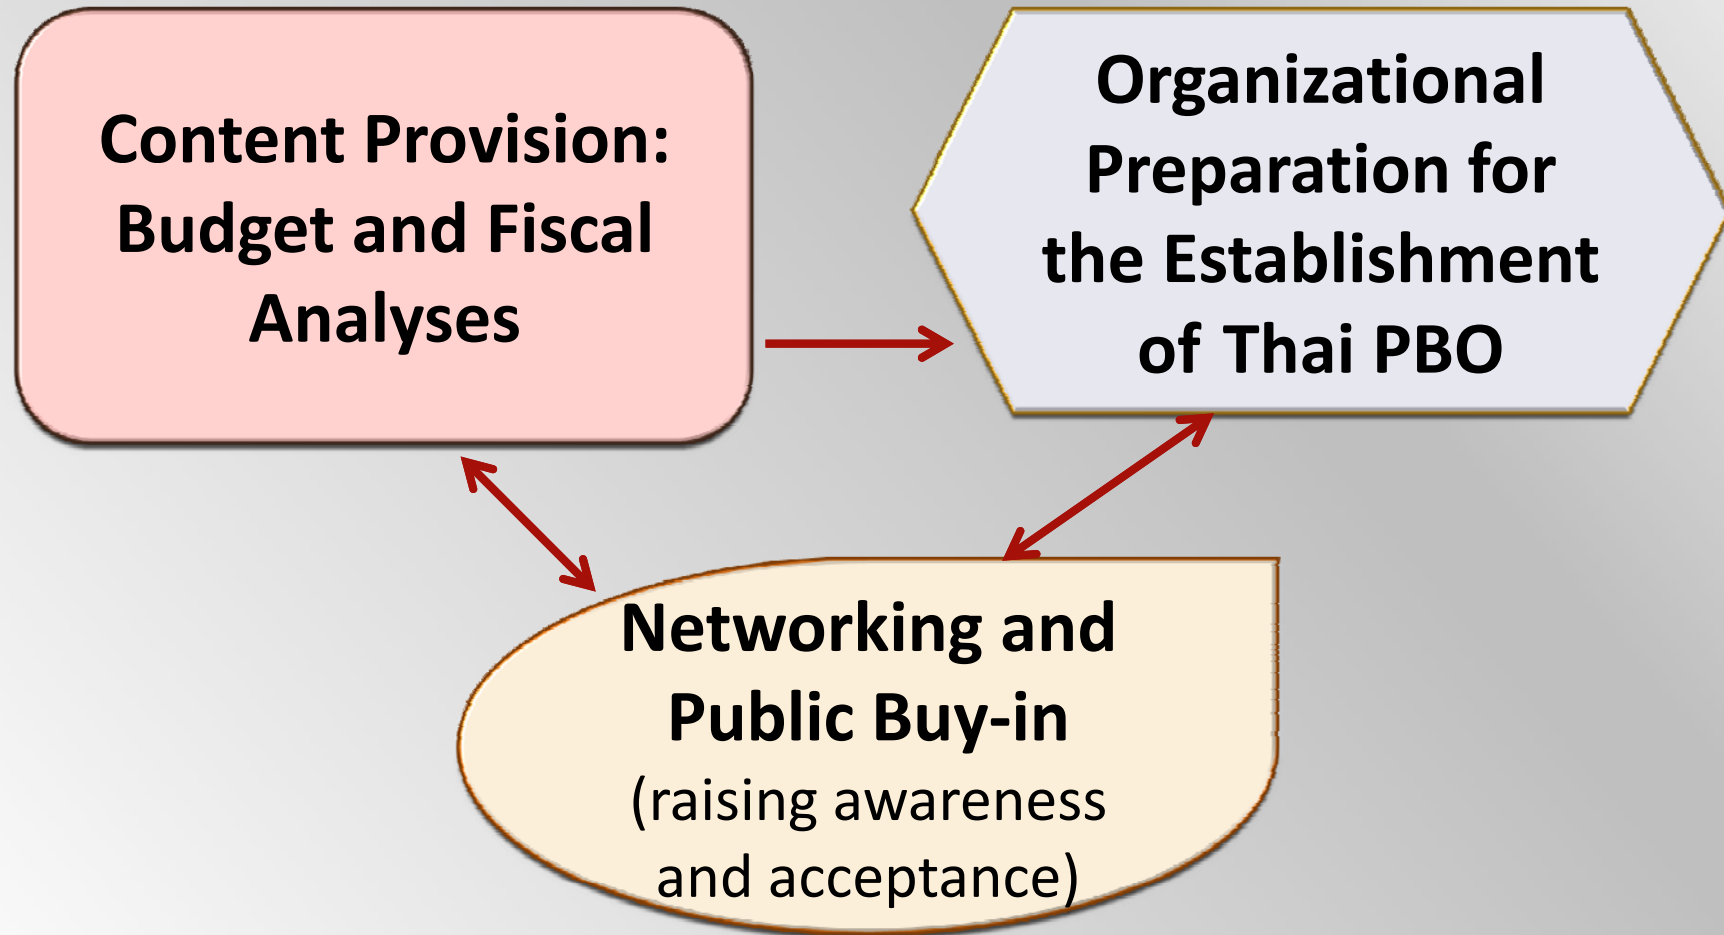 Content Provision:
Budget and Fiscal
Analyses
Organizational
Preparation for
the Establishment
of Thai PBO
Networking and
Public Buy-in
(raising awareness
and acceptance)